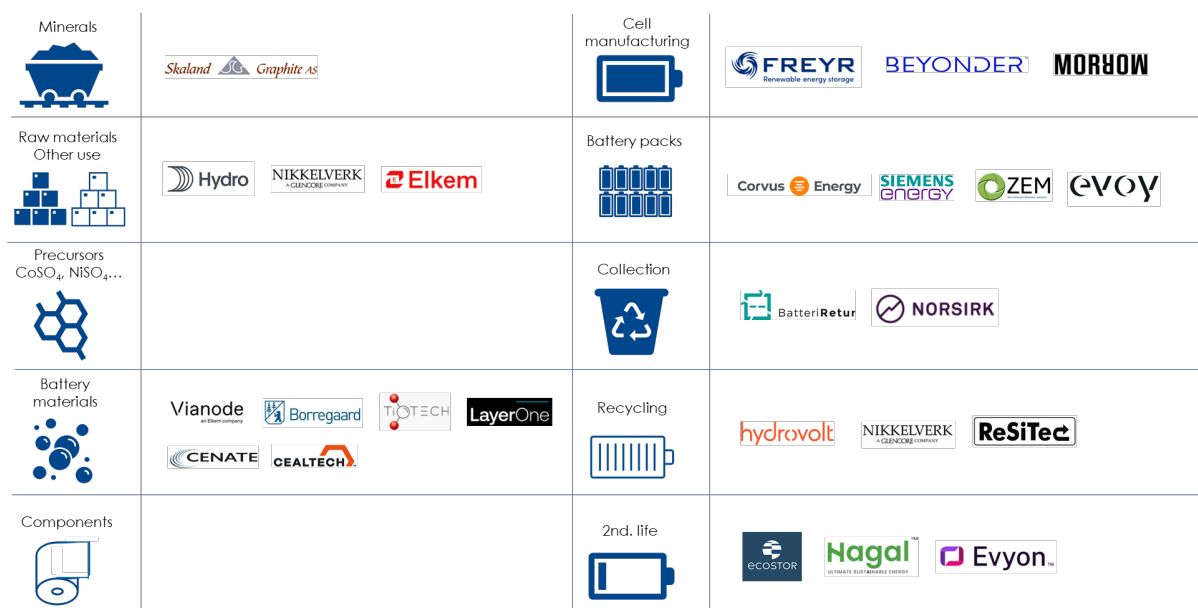 Minerals
Skaland Graphite AS
Raw materials
Other use
Hydro
NIKKELVERK
A GLENCORE COMPANY
Elkem
Precursors
CoSO₄, NiSO₄…
Battery
materials
Vianode
an Elkem company
Borregaard
TiOTECH
LayerOne
CENATE
CEALTECH
Components
Cell
manufacturing
FREYR
Renewable energy storage
BEYONDER
MORROW
Battery packs
Corvus Energy
SIEMENS
energy
ZEM
evoy
Collection
BatteriRetur
NORSIRK
Recycling
hydrovolt
NIKKELVERK
A GLENCORE COMPANY
ReSiTec
2nd. life
ECOSTOR
Hagal™
ULTIMATE SUSTAINABLE ENERGY
Evyon™